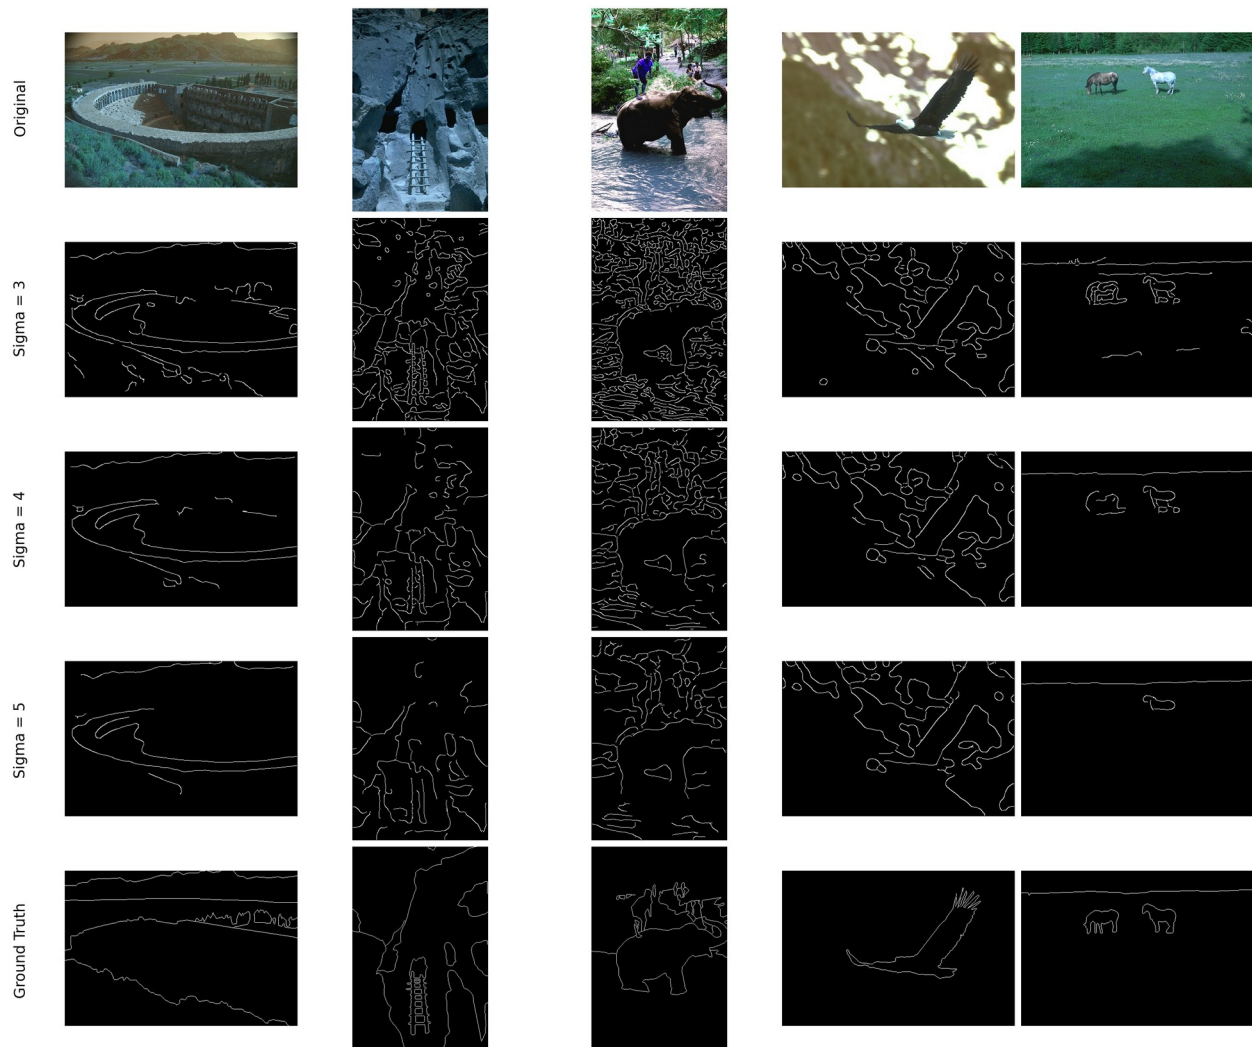 Original
Sigma = 3
Sigma = 4
Sigma = 5
Ground Truth